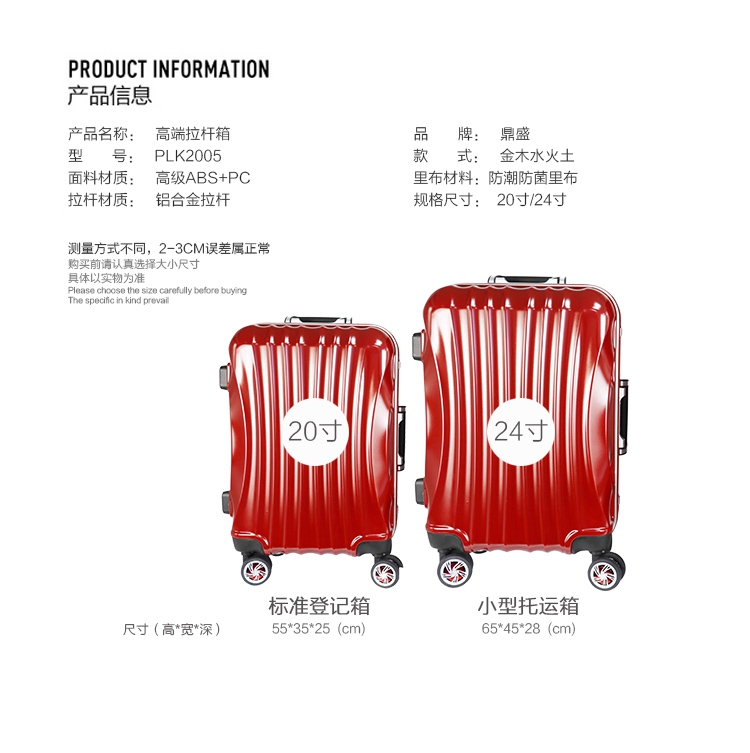 PRODUCT INFORMATION
产品信息
产品名称： 高端拉杆箱
品 牌： 鼎盛
型 号： PLK2005
款 式： 金木水火土
面料材质： 高级ABS+PC
里布材料：防潮防菌里布
拉杆材质： 铝合金拉杆
规格尺寸： 20寸/24寸
测量方式不同，2-3CM误差属正常
购买前请认真选择大小尺寸
具体以实物为准
Please choose the size carefully before buying
The specific in kind prevail
20寸
24寸
标准登记箱
小型托运箱
尺寸（高*宽*深）
55*35*25（cm）
65*45*28（cm）